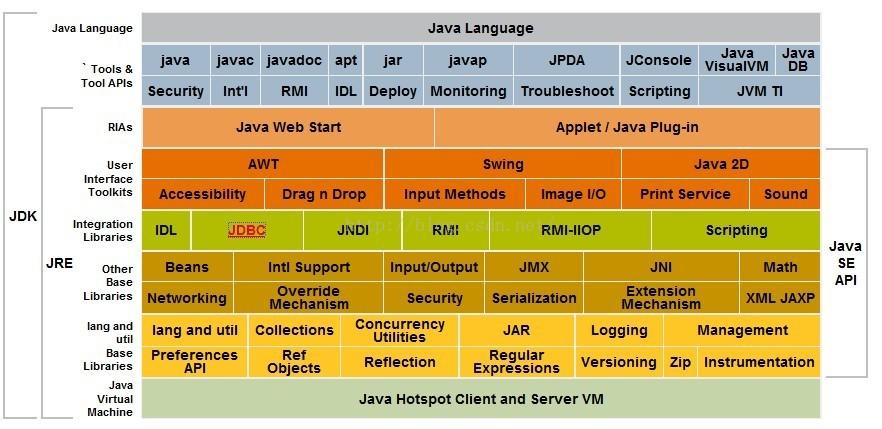 Java Language
Java Language
` Tools &
Tool APIs
java javac javadoc apt jar javap JPDA JConsole Java VisualVM Java DB
Security Int'l RMI IDL Deploy Monitoring Troubleshoot Scripting JVM TI
RIAs
Java Web Start Applet / Java Plug-in
User
Interface
Toolkits
AWT Swing Java 2D
Accessibility Drag n Drop Input Methods Image I/O Print Service Sound
Integration
Libraries
IDL JDBC JNDI RMI RMI-IIOP Scripting
http://blog.csdn.net/
JDK
JRE
Java
SE
API
Other
Base
Libraries
Beans Intl Support Input/Output JMX JNI Math
Networking Override Mechanism Security Serialization Extension Mechanism XML JAXP
lang and
util
Base
Libraries
lang and util Collections Concurrency Utilities JAR Logging Management
Preferences API Ref Objects Reflection Regular Expressions Versioning Zip Instrumentation
Java
Virtual
Machine
Java Hotspot Client and Server VM